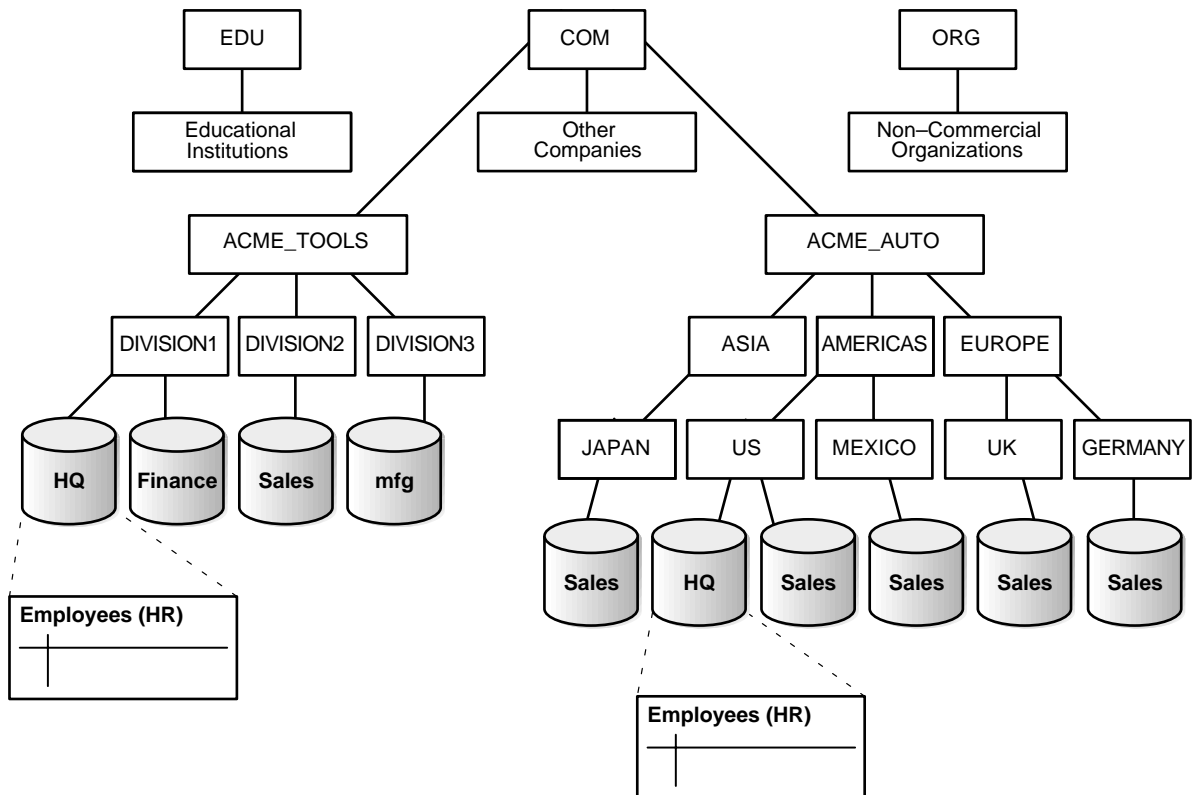 EDU
COM
ORG
Educational
Institutions
Other
Companies
Non–Commercial
Organizations
ACME_TOOLS
ACME_AUTO
DIVISION1
DIVISION2
DIVISION3
ASIA
AMERICAS
EUROPE
HQ
Finance
Sales
mfg
JAPAN
US
MEXICO
UK
GERMANY
Sales
HQ
Sales
Sales
Sales
Sales
Employees (HR)
Employees (HR)